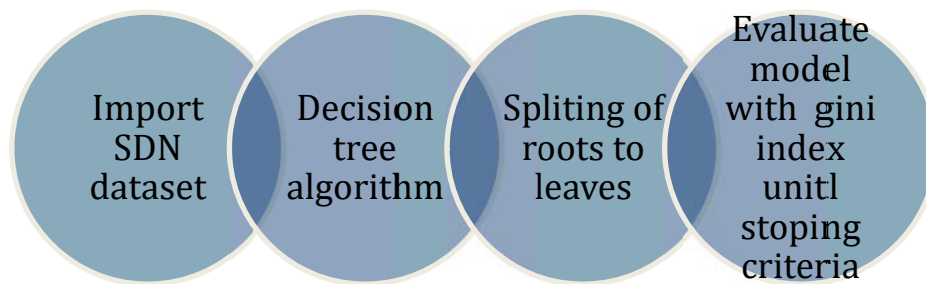 Import
SDN
dataset
Decision
tree
algorithm
Spliting of
roots to
leaves
Evaluate
model
with gini
index
unitl
stoping
criteria